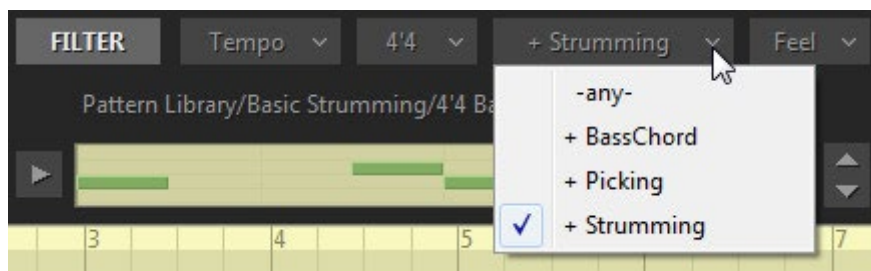 FILTER Tempo 4'4 + Strumming Feel
Pattern Library/Basic Strumming/4'4 Ba
-any-
+ BassChord
+ Picking
+ Strumming
3 4 5 7